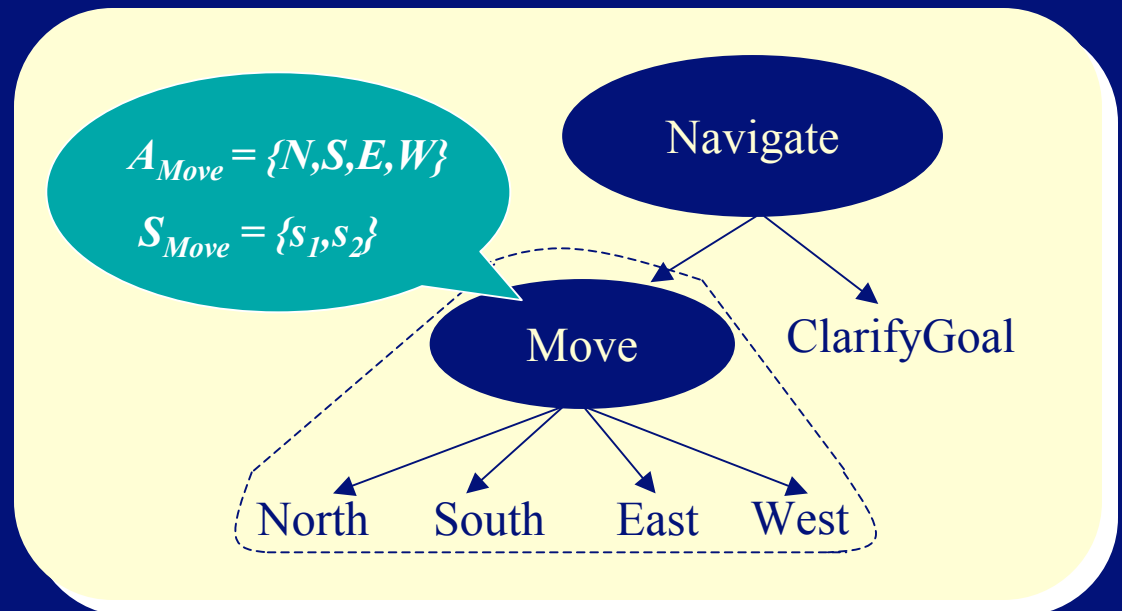 A_Move = {N,S,E,W}
S_Move = {s_1,s_2}
Navigate
Move
ClarifyGoal
North South East West